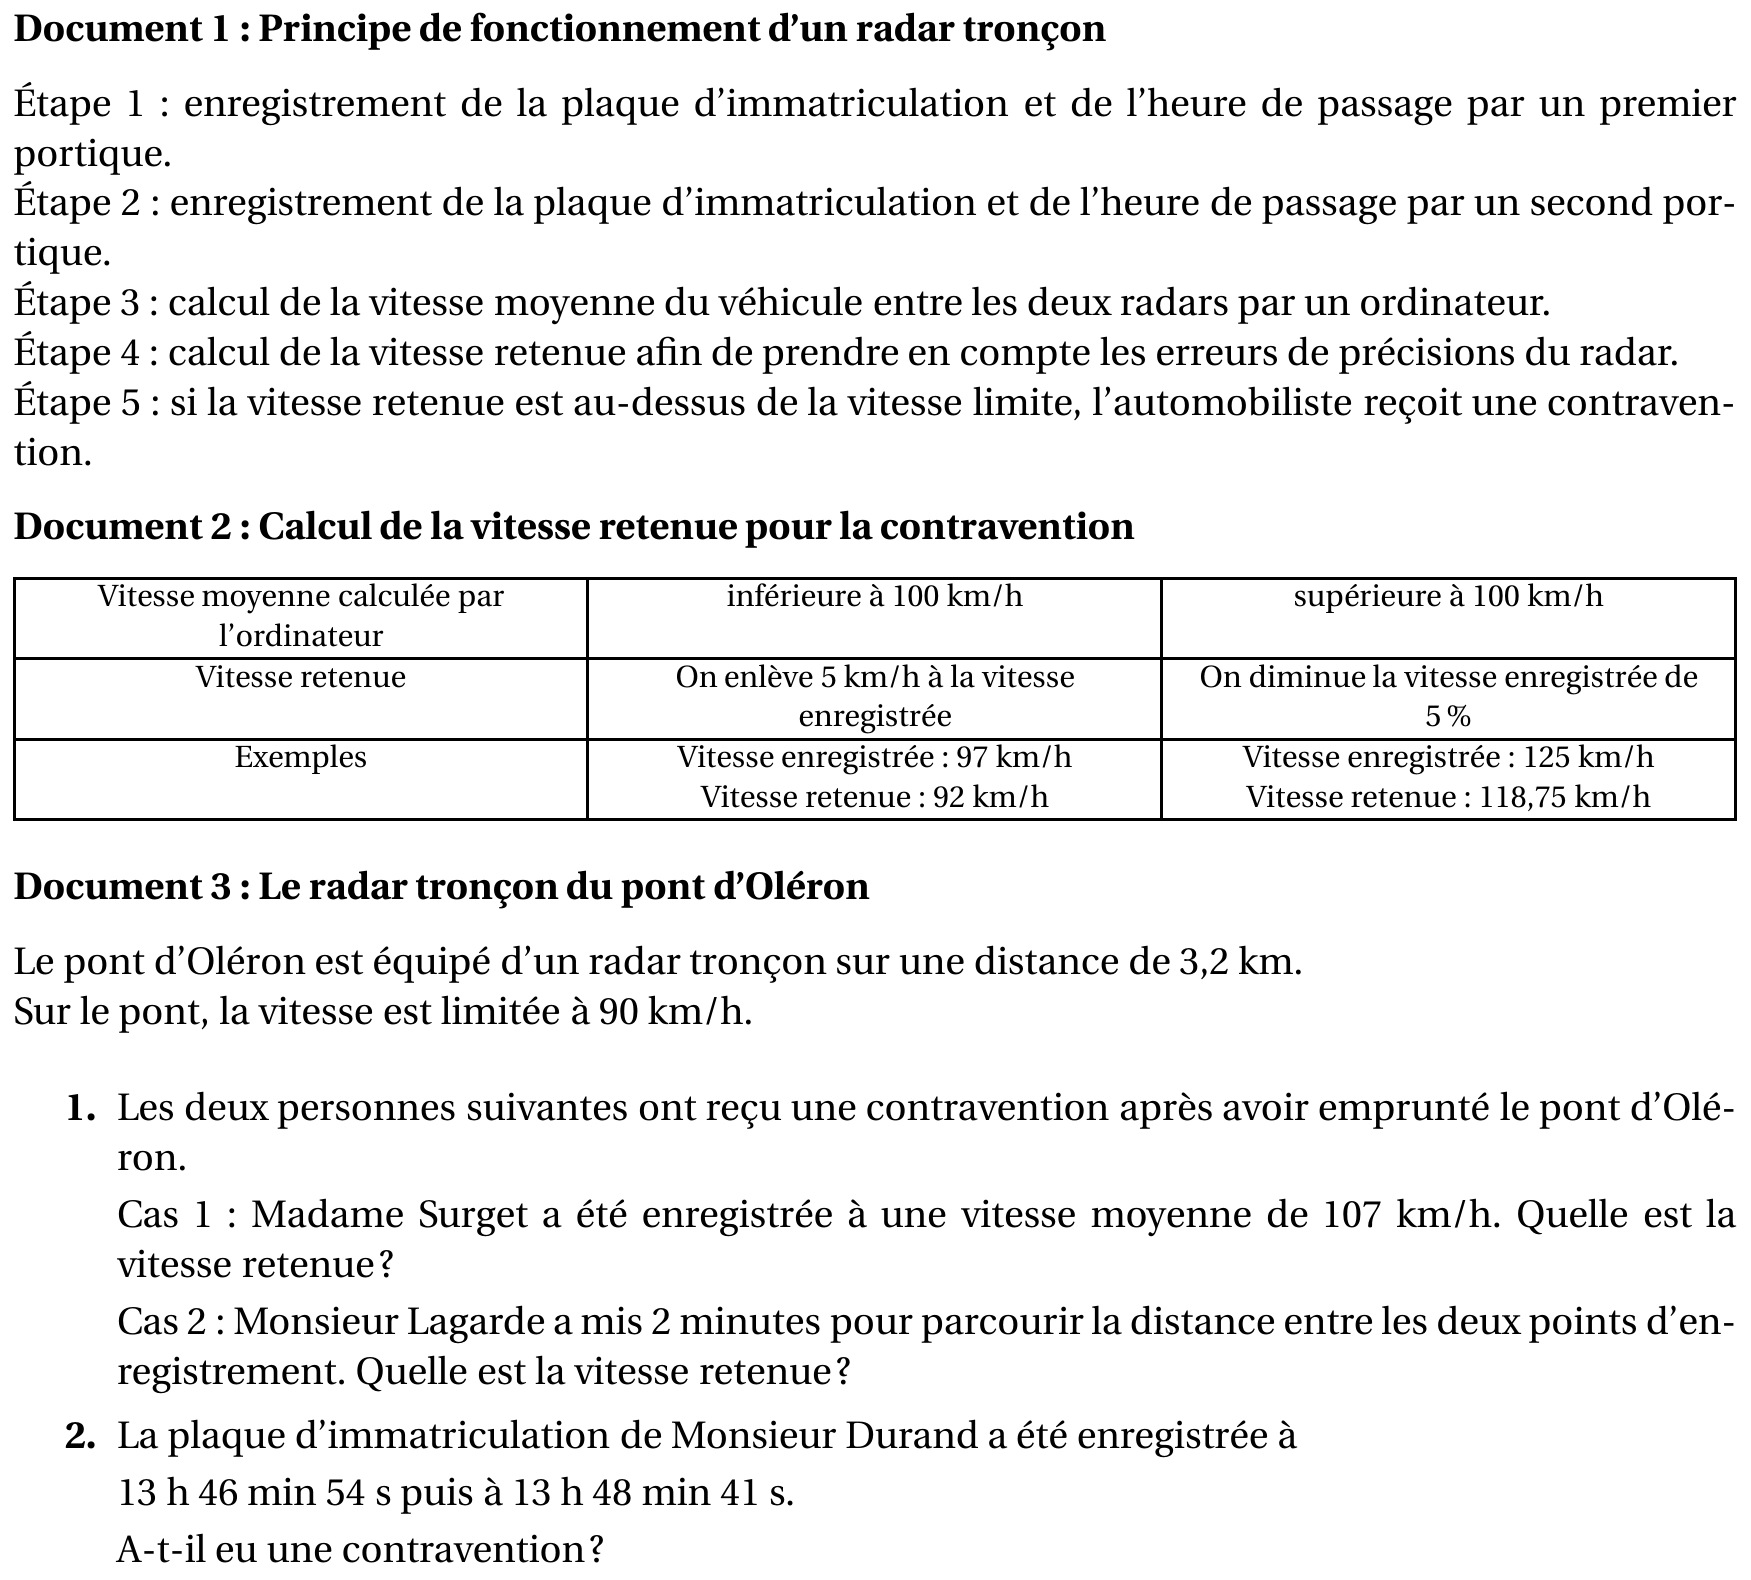 Document 1 : Principe de fonctionnement d'un radar tronçon
Étape 1 : enregistrement de la plaque d'immatriculation et de l'heure de passage par un premier
portique.
Étape 2 : enregistrement de la plaque d'immatriculation et de l'heure de passage par un second por-
tique.
Étape 3 : calcul de la vitesse moyenne du véhicule entre les deux radars par un ordinateur.
Étape 4 : calcul de la vitesse retenue afin de prendre en compte les erreurs de précisions du radar.
Étape 5 : si la vitesse retenue est au-dessus de la vitesse limite, l'automobiliste reçoit une contraven-
tion.
Document 2 : Calcul de la vitesse retenue pour la contravention
Vitesse moyenne calculée par
l'ordinateur
inférieure à 100 km/h
supérieure à 100 km/h
Vitesse retenue
On enlève 5 km/h à la vitesse
enregistrée
On diminue la vitesse enregistrée de
5 %
Exemples
Vitesse enregistrée : 97 km/h
Vitesse retenue : 92 km/h
Vitesse enregistrée : 125 km/h
Vitesse retenue : 118,75 km/h
Document 3 : Le radar tronçon du pont d'Oléron
Le pont d'Oléron est équipé d'un radar tronçon sur une distance de 3,2 km.
Sur le pont, la vitesse est limitée à 90 km/h.
1. Les deux personnes suivantes ont reçu une contravention après avoir emprunté le pont d'Olé-
ron.
Cas 1 : Madame Surget a été enregistrée à une vitesse moyenne de 107 km/h. Quelle est la
vitesse retenue ?
Cas 2 : Monsieur Lagarde a mis 2 minutes pour parcourir la distance entre les deux points d'en-
registrement. Quelle est la vitesse retenue ?
2. La plaque d'immatriculation de Monsieur Durand a été enregistrée à
13 h 46 min 54 s puis à 13 h 48 min 41 s.
A-t-il eu une contravention ?